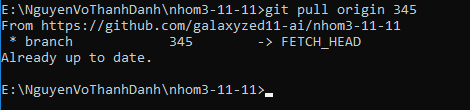 E:\NguyenVoThanhDanh\nhom3-11-11>git pull origin 345
From https://github.com/galaxyzed11-ai/nhom3-11-11
 * branch            345        -> FETCH_HEAD
Already up to date.
E:\NguyenVoThanhDanh\nhom3-11-11>